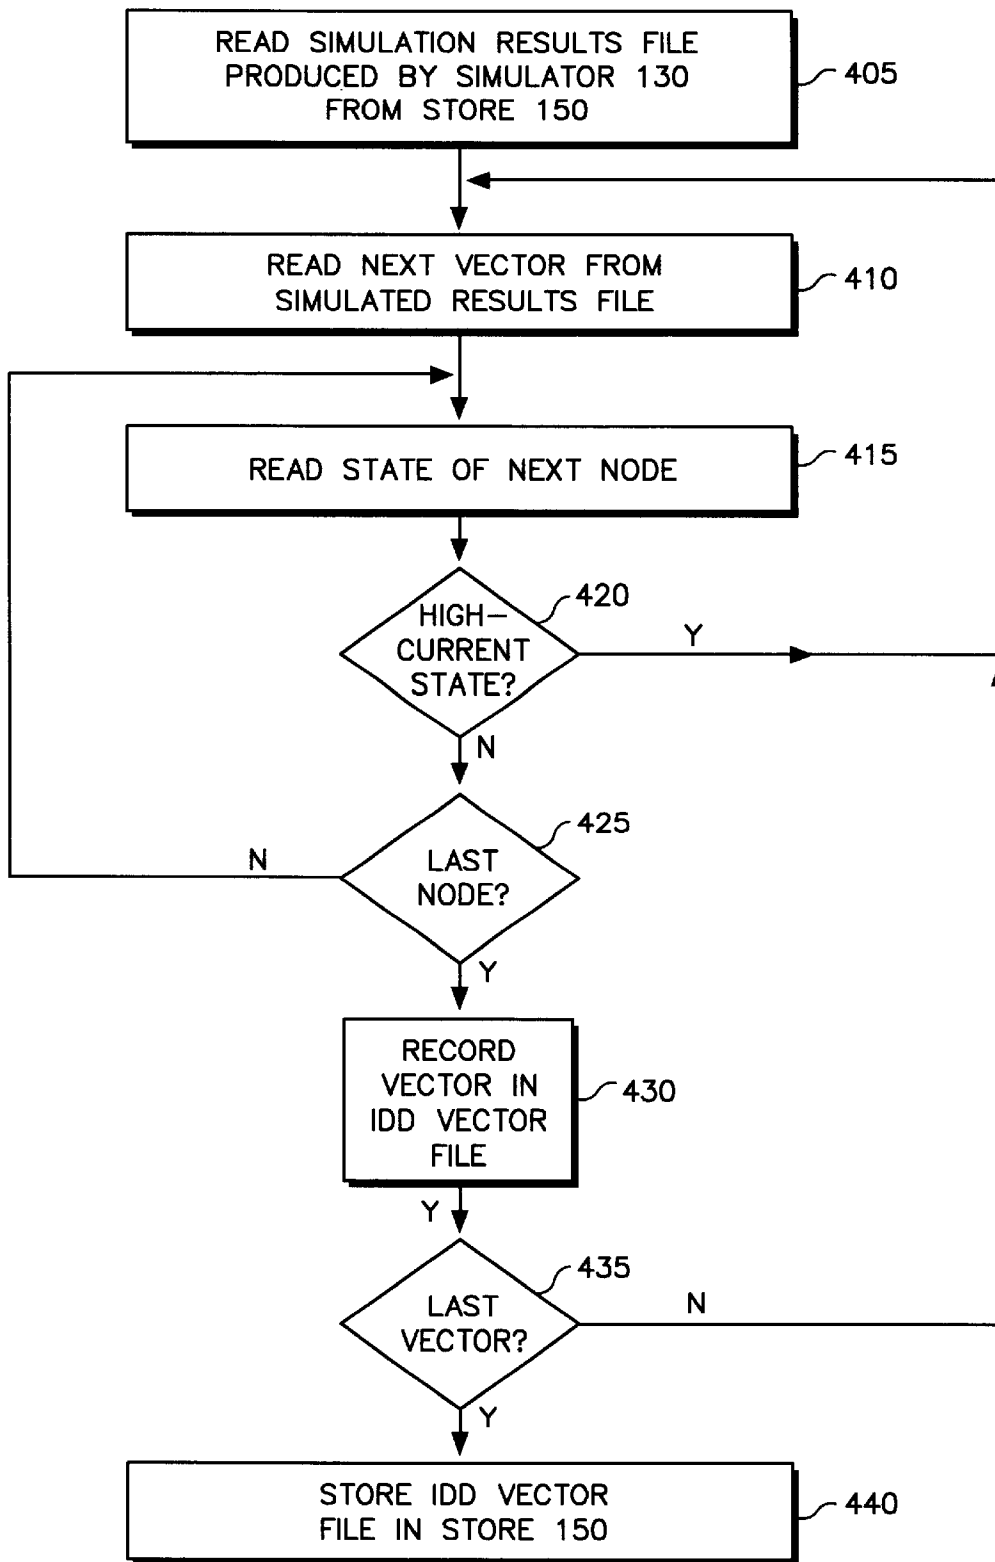 READ SIMULATION RESULTS FILE
PRODUCED BY SIMULATOR 130
FROM STORE 150
405
READ NEXT VECTOR FROM
SIMULATED RESULTS FILE
410
READ STATE OF NEXT NODE
415
420
HIGH-
CURRENT
STATE?
Y
N
425
LAST
NODE?
N
Y
RECORD
VECTOR IN
IDD VECTOR
FILE
430
Y
435
LAST
VECTOR?
N
Y
STORE IDD VECTOR
FILE IN STORE 150
440